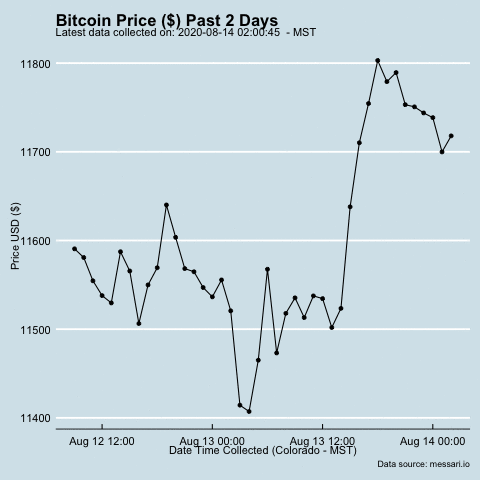 Bitcoin Price ($) Past 2 Days
Latest data collected on: 2020-08-14 02:00:45 - MST
11800
11700
11600
11500
11400
Price USD ($)
Aug 12 12:00 Aug 13 00:00 Aug 13 12:00 Aug 14 00:00
Date Time Collected (Colorado - MST)
Data source: messari.io